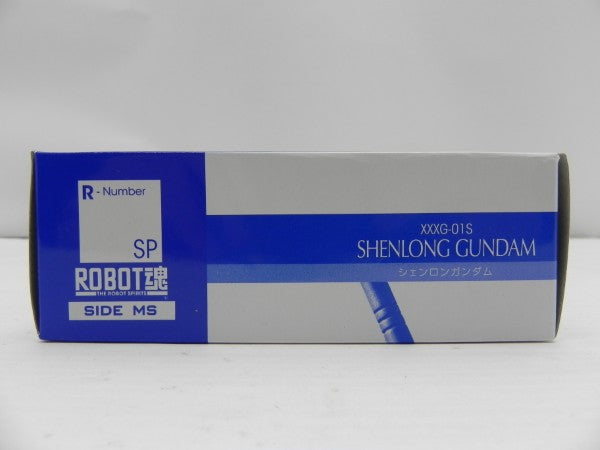 R - Number
SP
ROBOT魂
THE ROBOT SPIRITS
SIDE MS
XXXG-01S
SHENLONG GUNDAM
シェンロンガンダム